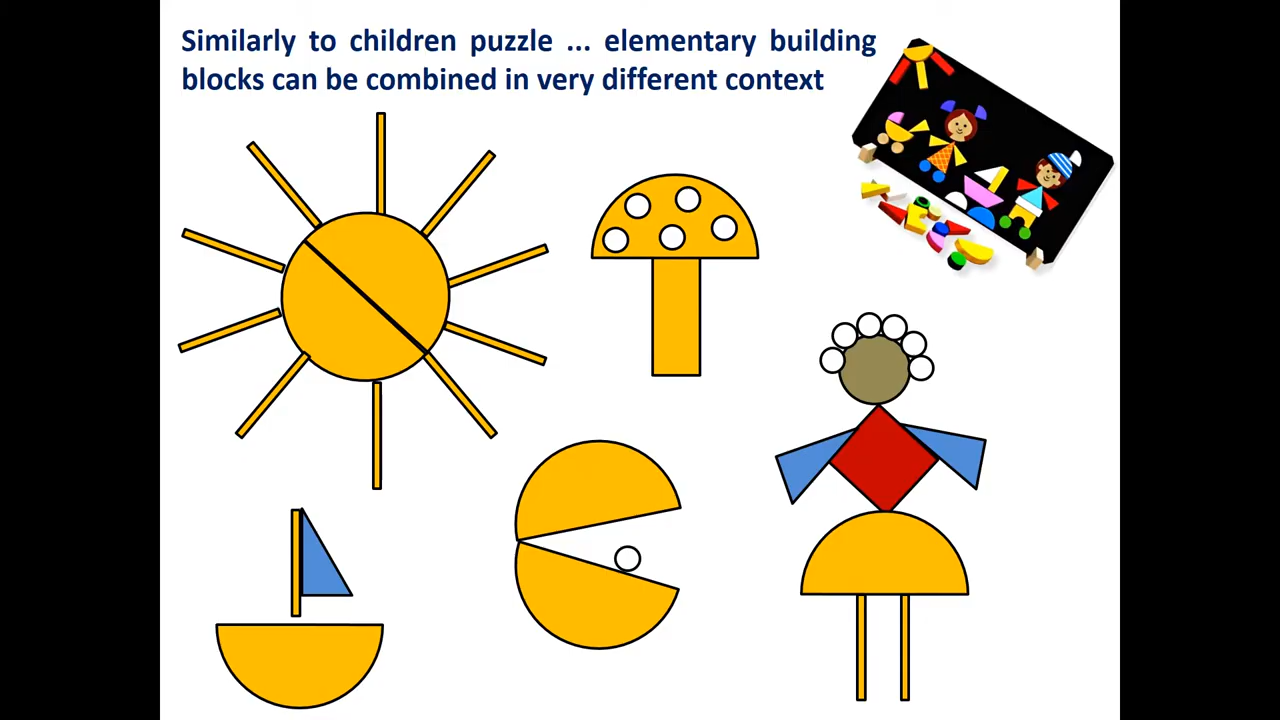 Similarly to children puzzle ... elementary building
blocks can be combined in very different context